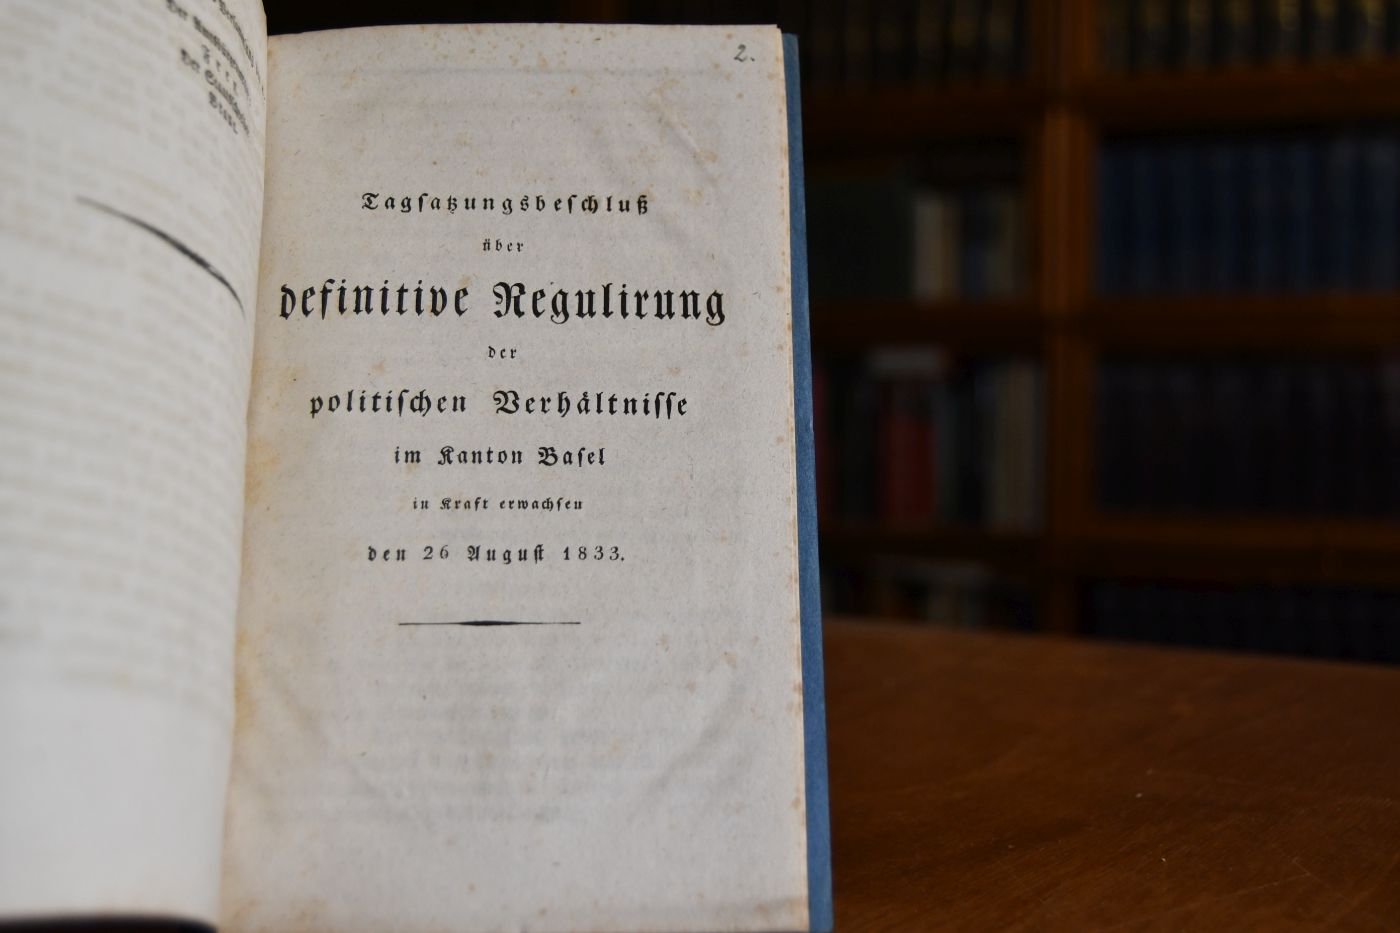 2.
Tagſatzungsbeſchluß
über
definitive Regulirung
der
politiſchen Verhältniſſe
im Kanton Baſel
in Kraft erwachſen
den 26 Auguſt 1833.